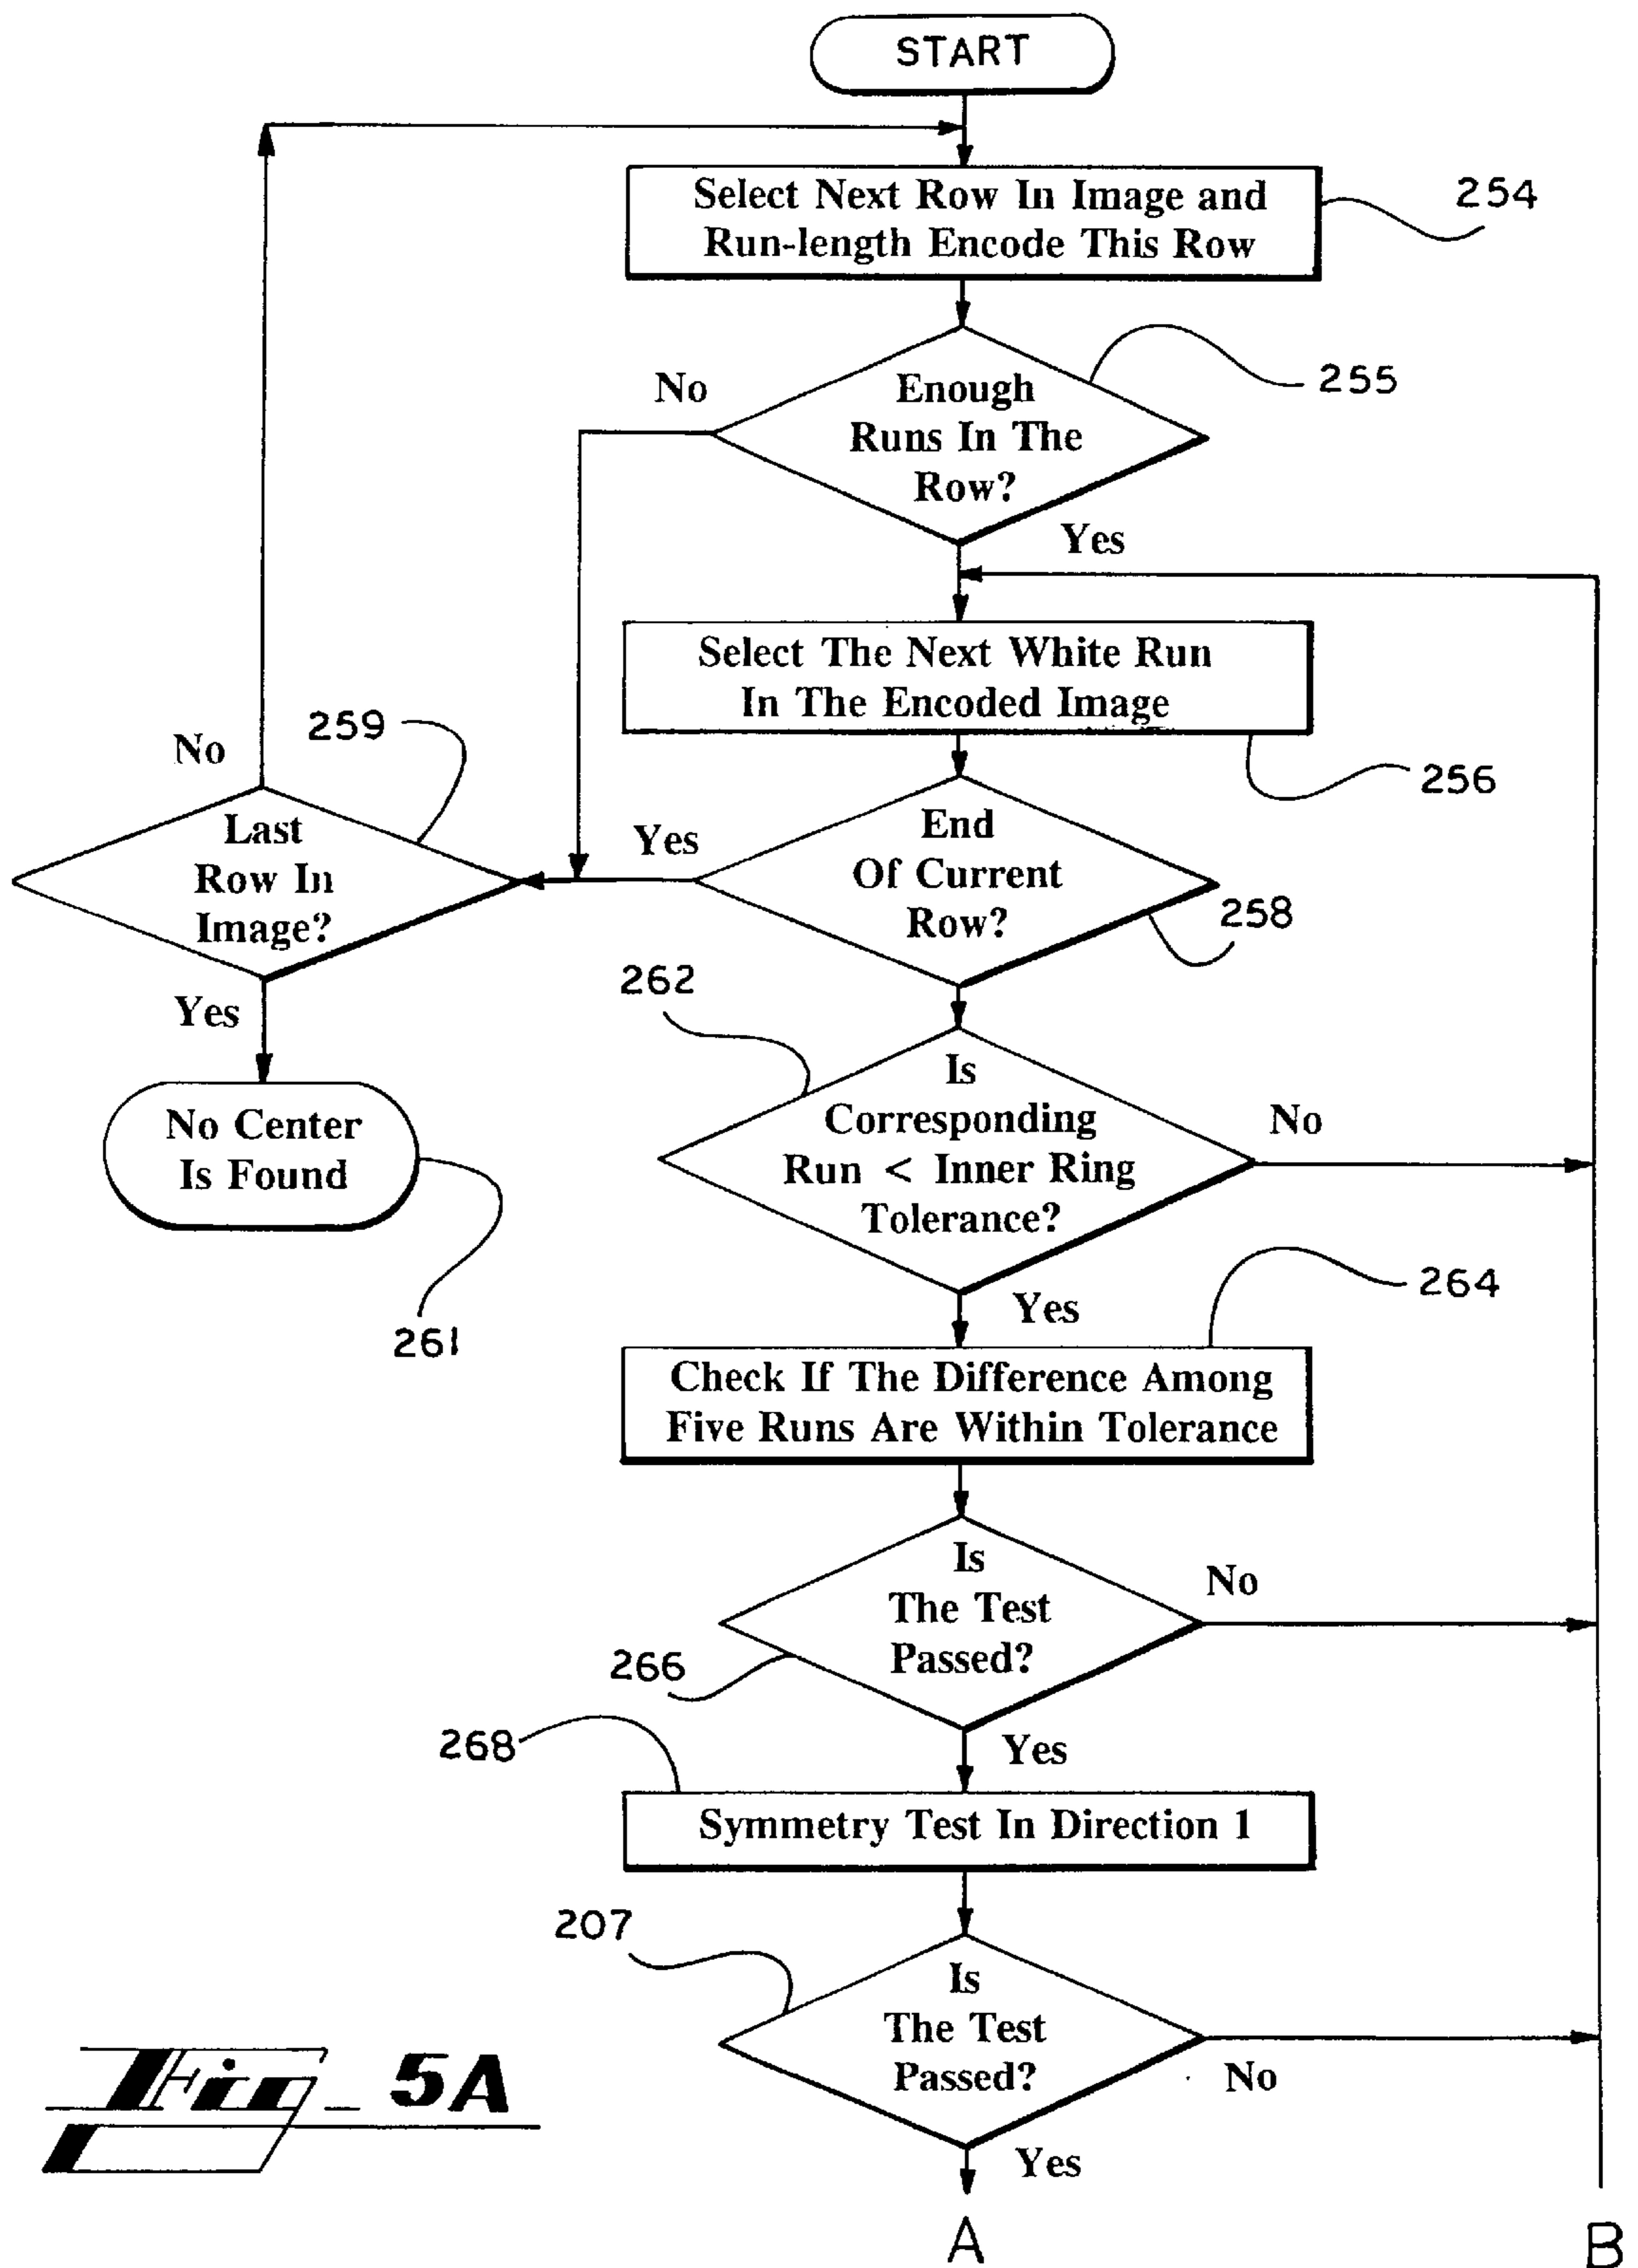 START
Select Next Row In Image and
Run-length Encode This Row
254
No
Enough
Runs In The
Row?
255
Yes
Select The Next White Run
In The Encoded Image
256
No
259
Last
Row In
Image?
Yes
End
Of Current
Row?
258
Yes
No Center
Is Found
261
262
Is
Corresponding
Run < Inner Ring
Tolerance?
No
Yes
264
Check If The Difference Among
Five Runs Are Within Tolerance
Is
The Test
Passed?
No
266
Yes
268
Symmetry Test In Direction 1
207
Is
The Test
Passed?
No
Yes
Fig_5A
A
B